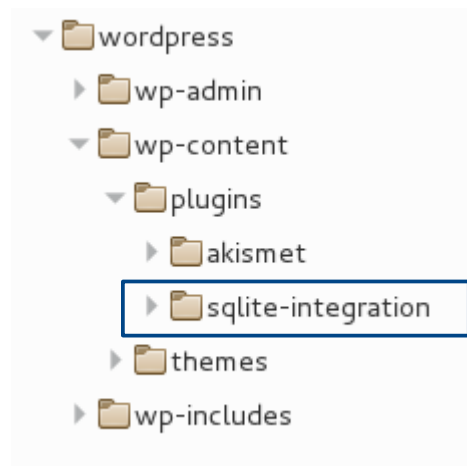 wordpress
wp-admin
wp-content
plugins
akismet
sqlite-integration
themes
wp-includes